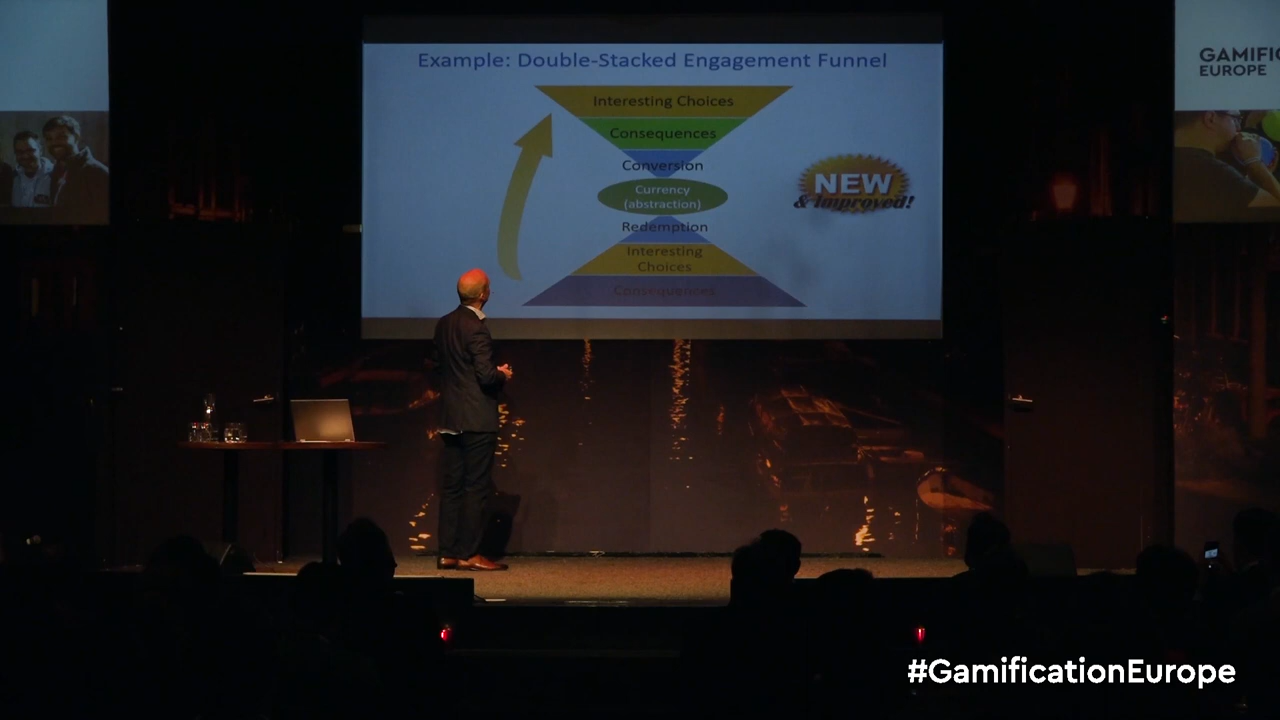 Example: Double-Stacked Engagement Funnel
Interesting Choices
Consequences
Conversion
Currency
(abstraction)
Redemption
Interesting
Choices
Consequences
NEW
& Improved!
EUROPE
#GamificationEurope